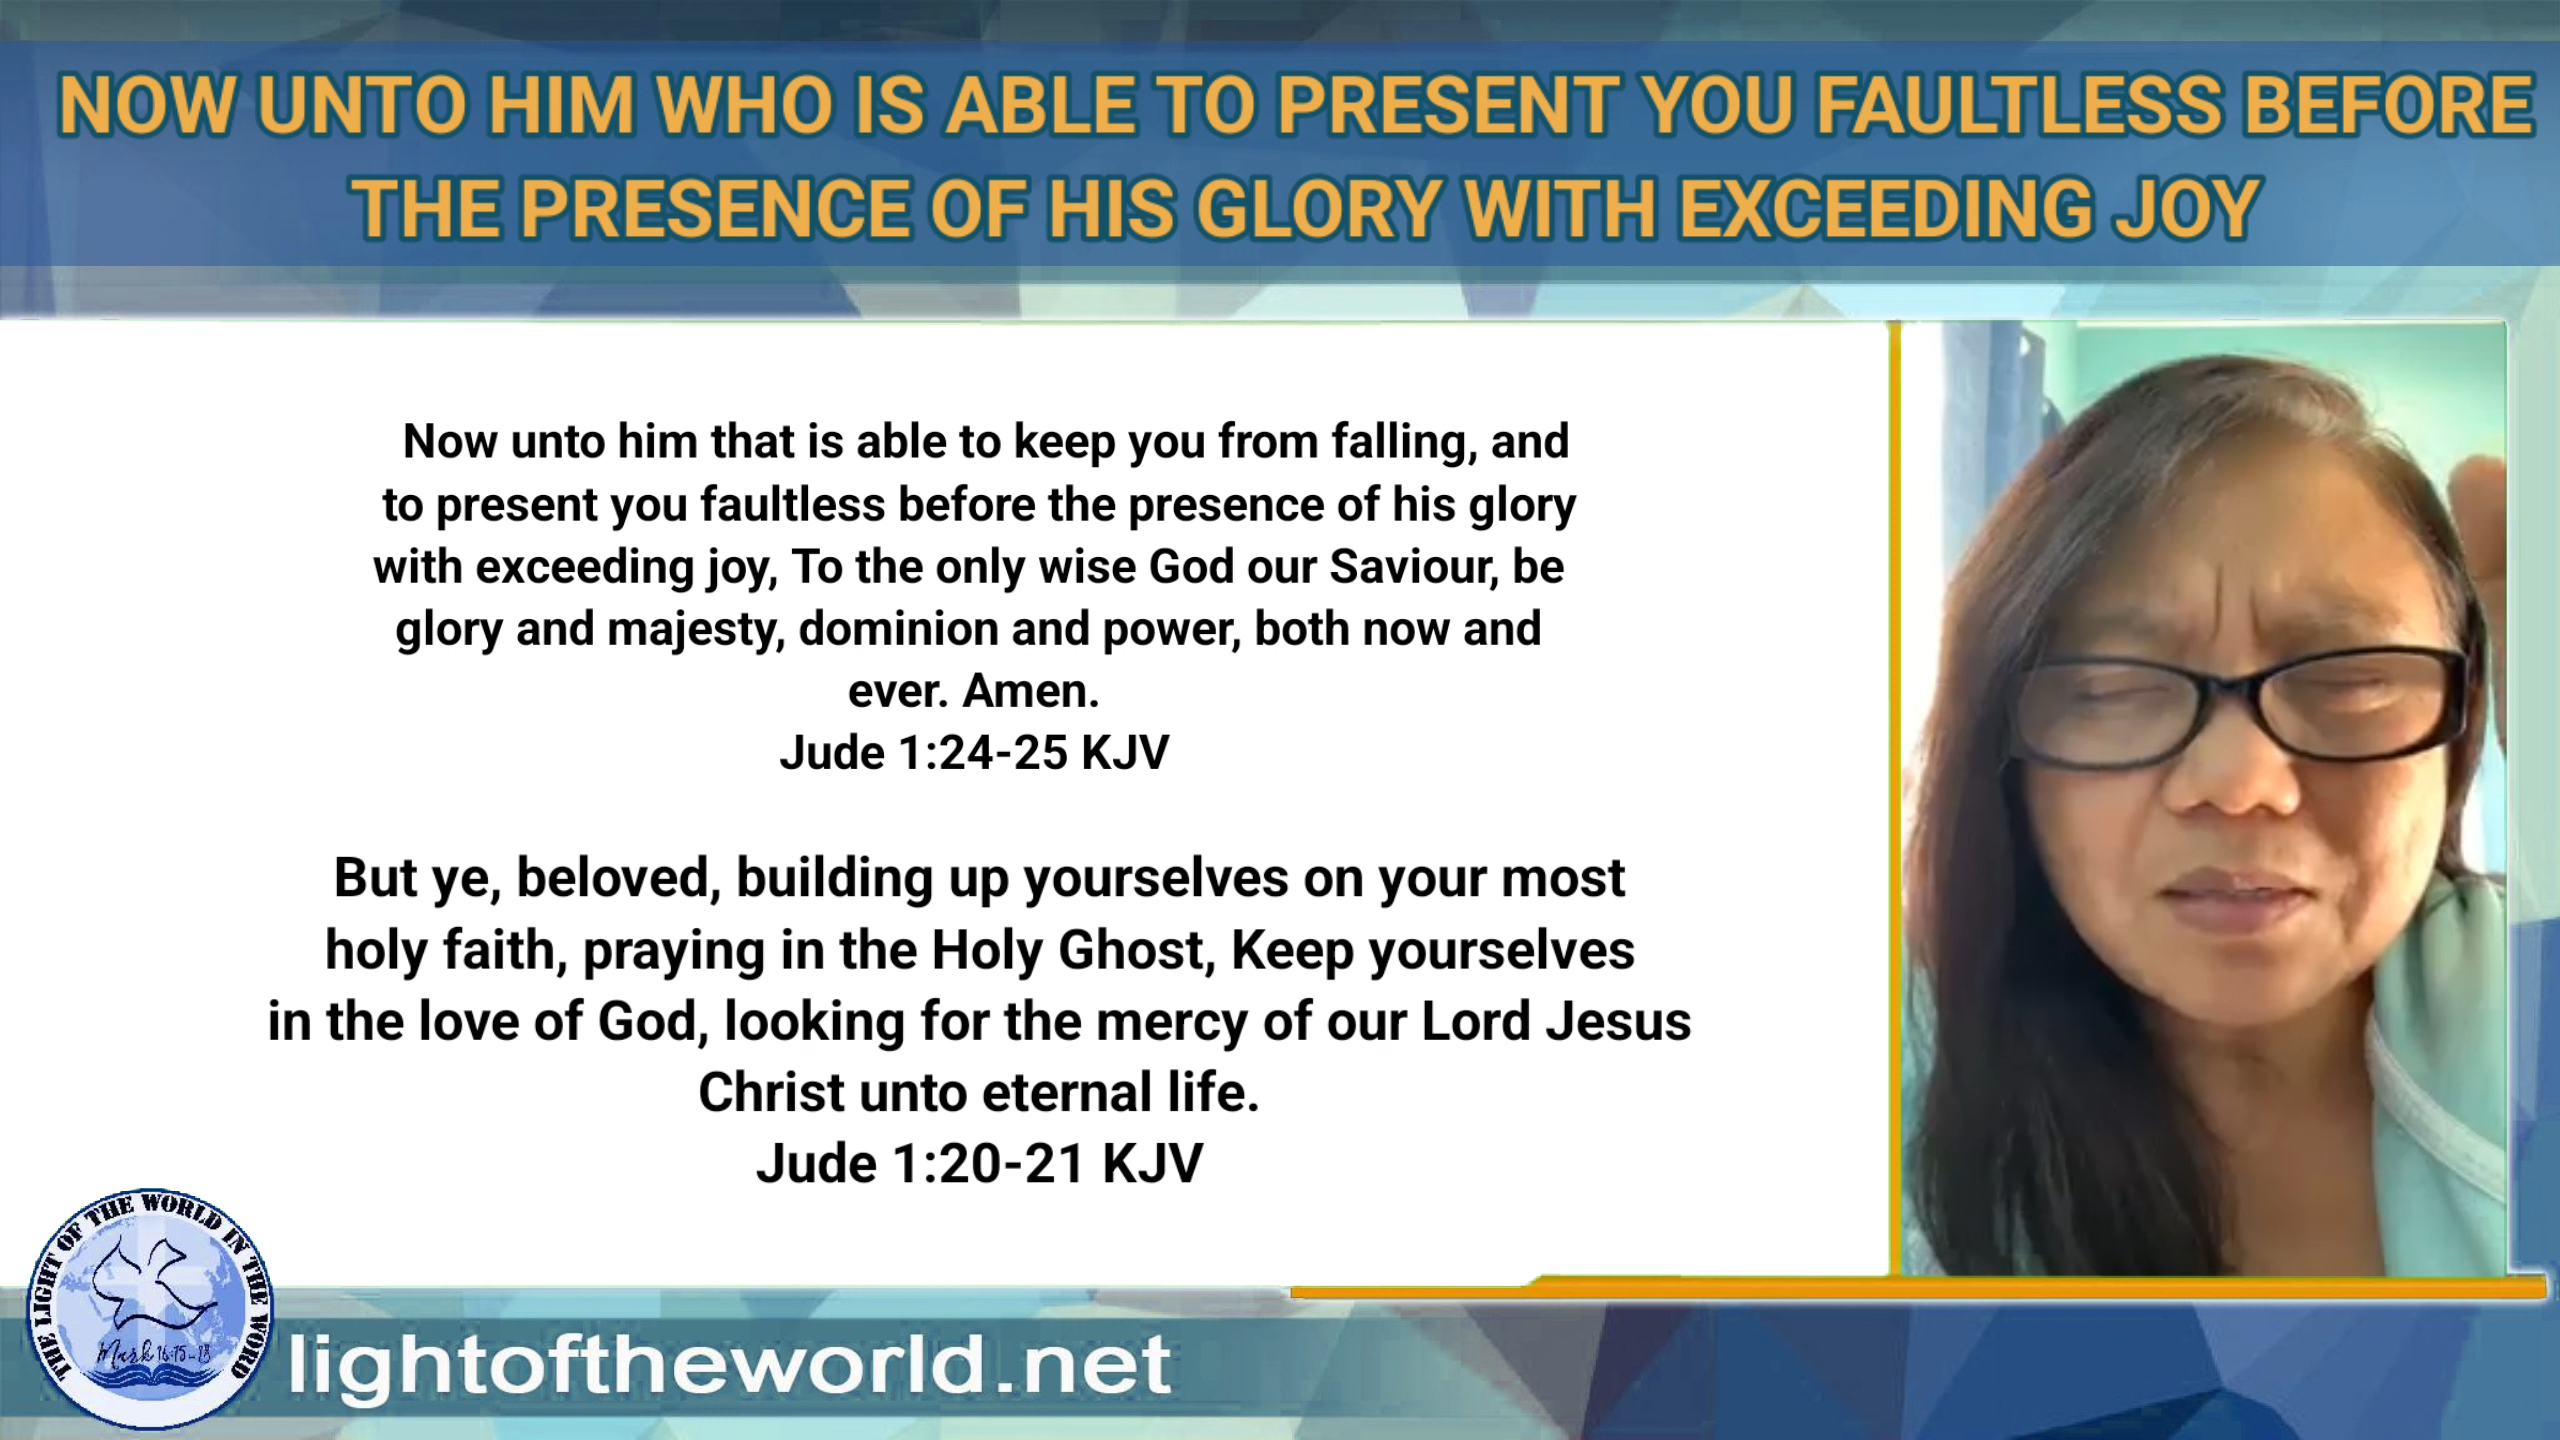 NOW UNTO HIM WHO IS ABLE TO PRESENT YOU FAULTLESS BEFORE
THE PRESENCE OF HIS GLORY WITH EXCEEDING JOY
Now unto him that is able to keep you from falling, and
to present you faultless before the presence of his glory
with exceeding joy, To the only wise God our Saviour, be
glory and majesty, dominion and power, both now and
ever. Amen.
Jude 1:24-25 KJV
But ye, beloved, building up yourselves on your most
holy faith, praying in the Holy Ghost, Keep yourselves
in the love of God, looking for the mercy of our Lord Jesus
Christ unto eternal life.
Jude 1:20-21 KJV
THE LIGHT OF THE WORLD IN THE WORD
Mark 16:15-18
lightoftheworld.net